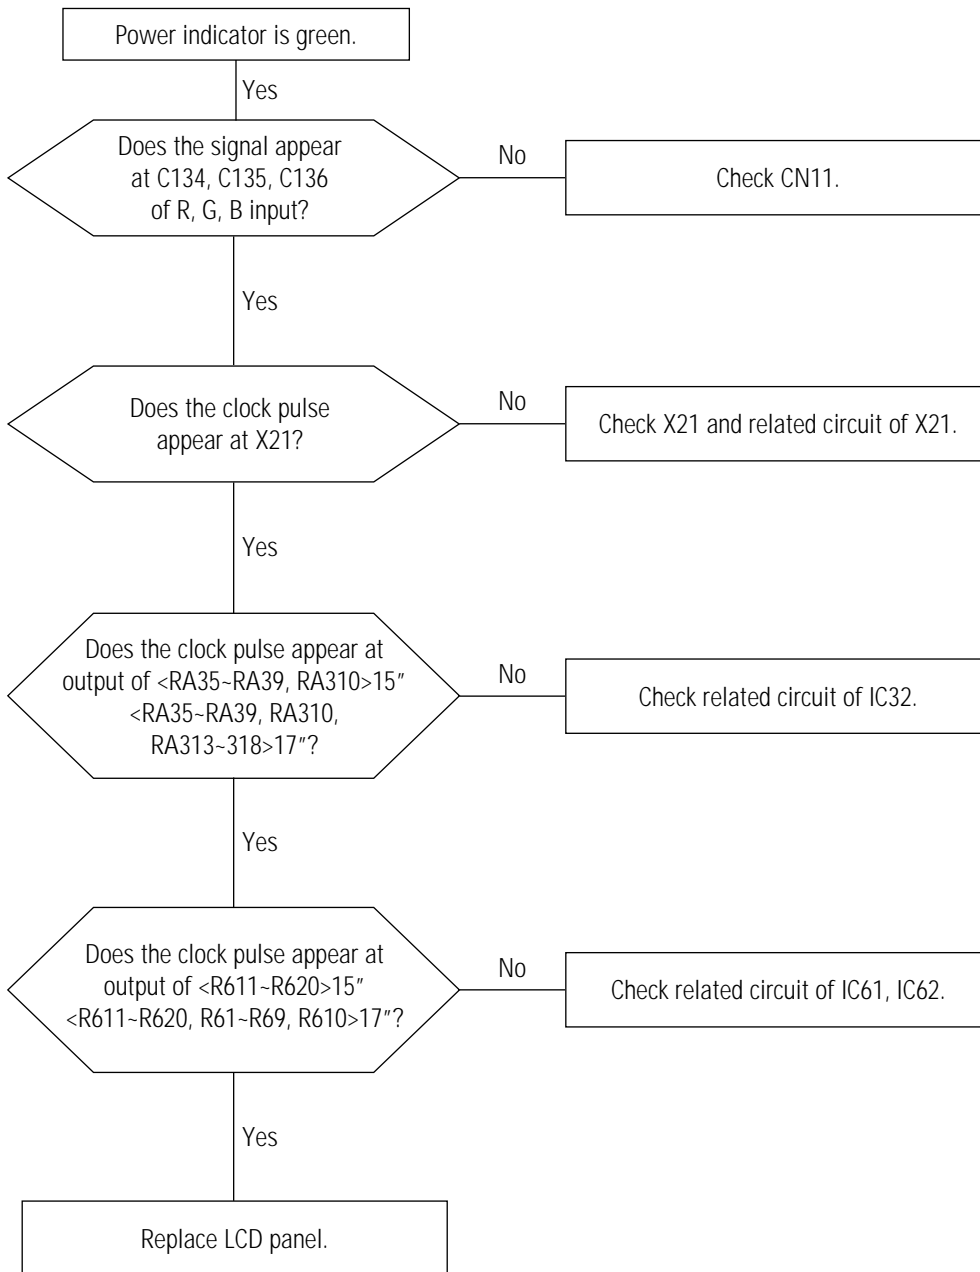 Power indicator is green.
Yes
Does the signal appear
at C134, C135, C136
of R, G, B input?
No
Check CN11.
Yes
Does the clock pulse
appear at X21?
No
Check X21 and related circuit of X21.
Yes
Does the clock pulse appear at
output of <RA35~RA39, RA310>15″
<RA35~RA39, RA310,
RA313~318>17″?
No
Check related circuit of IC32.
Yes
Does the clock pulse appear at
output of <R611~R620>15″
<R611~R620, R61~R69, R610>17″?
No
Check related circuit of IC61, IC62.
Yes
Replace LCD panel.